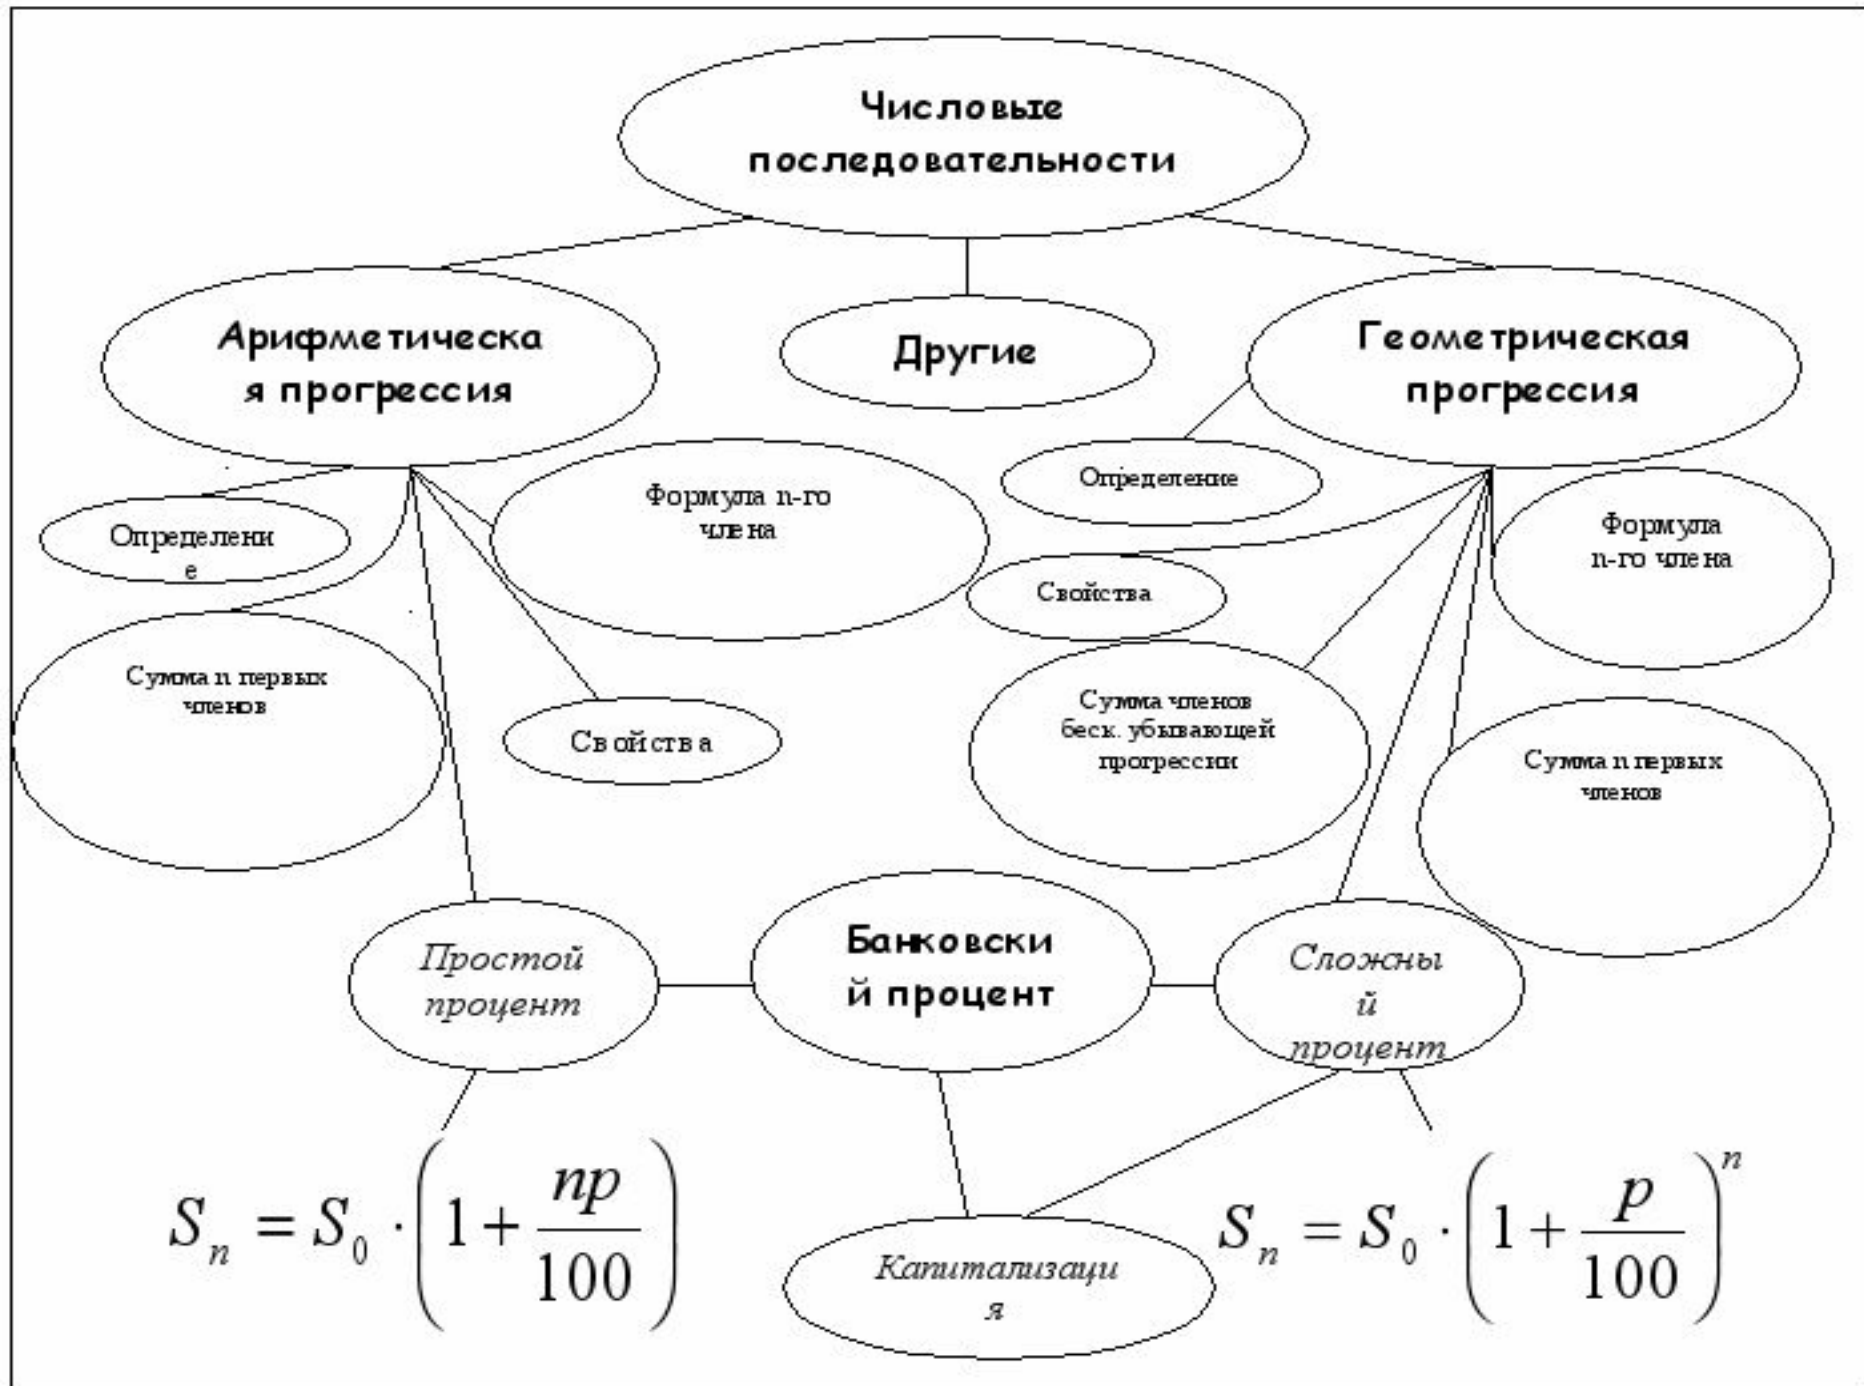 Числовые
последовательности
Арифметическа
я прогрессия
Другие
Геометрическая
прогрессия
Определени
е
Формула n-го
члена
Определение
Формула
n-го члена
Свойства
Сумма n первых
членов
Свойства
Сумма членов
беск. убывающей
прогрессии
Сумма n первых
членов
Простой
процент
Банковски
й процент
Сложны
й
процент
S_n = S_0 · (1 + np/100)
Капитализаци
я
S_n = S_0 · (1 + p/100)^n